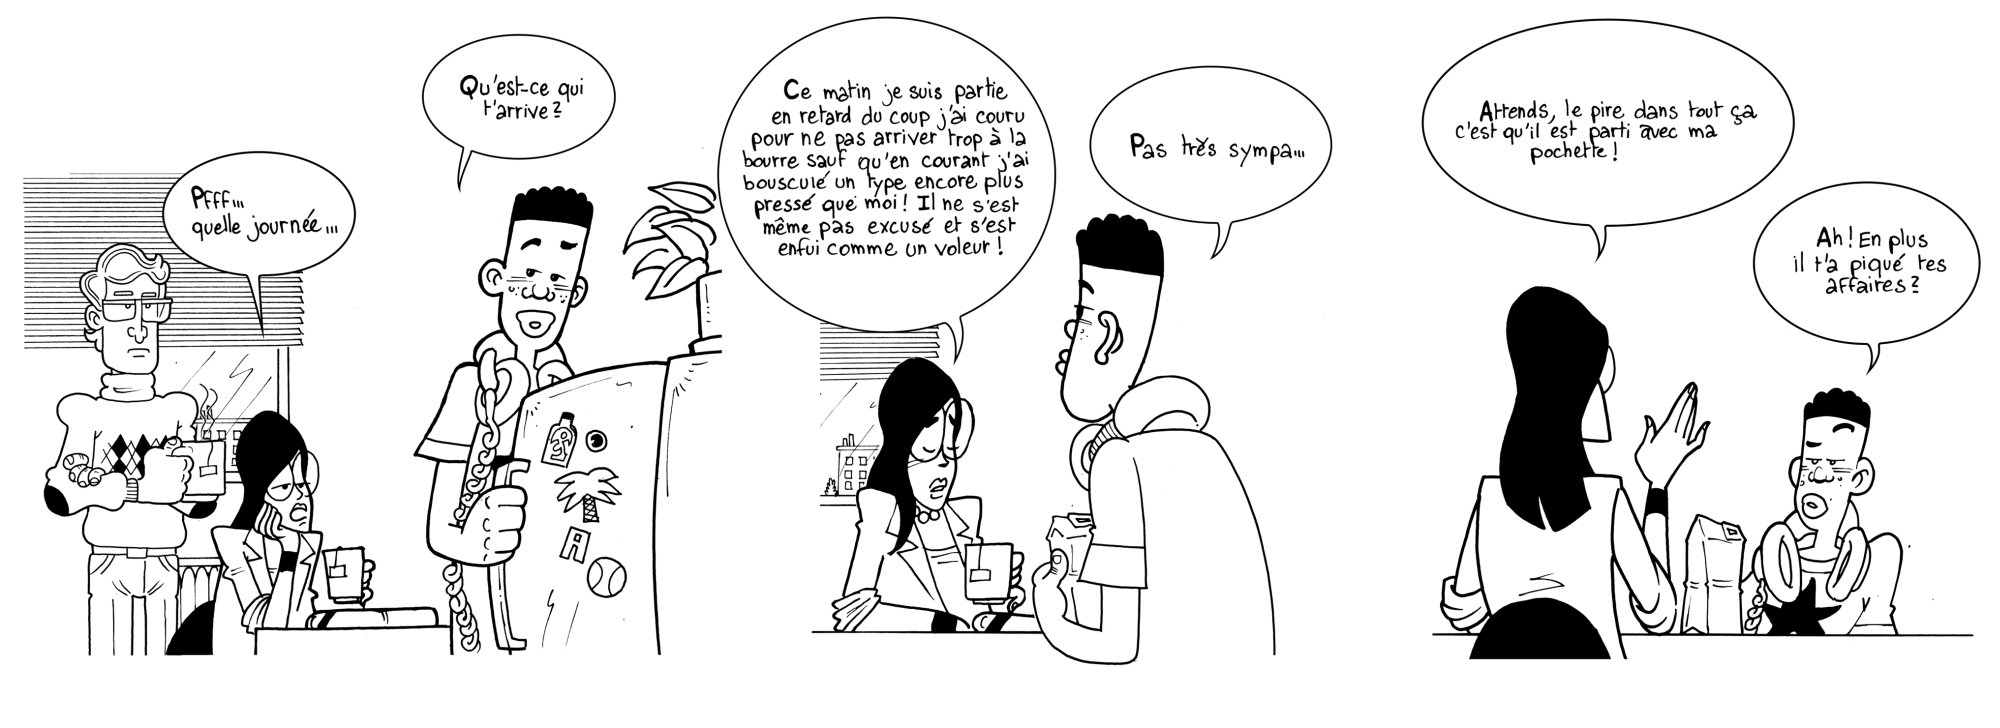 Pfff...
quelle journée...
Qu'est-ce qui
t'arrive?
Ce matin je suis partie
en retard du coup j'ai couru
pour ne pas arriver trop à la
bourre sauf qu'en courant j'ai
bousculé un type encore plus
pressé que moi! Il ne s'est
même pas excusé et s'est
enfui comme un voleur!
Pas très sympa...
Attends, le pire dans tout ça
c'est qu'il est parti avec ma
pochette!
Ah! En plus
il t'a piqué tes
affaires?
A